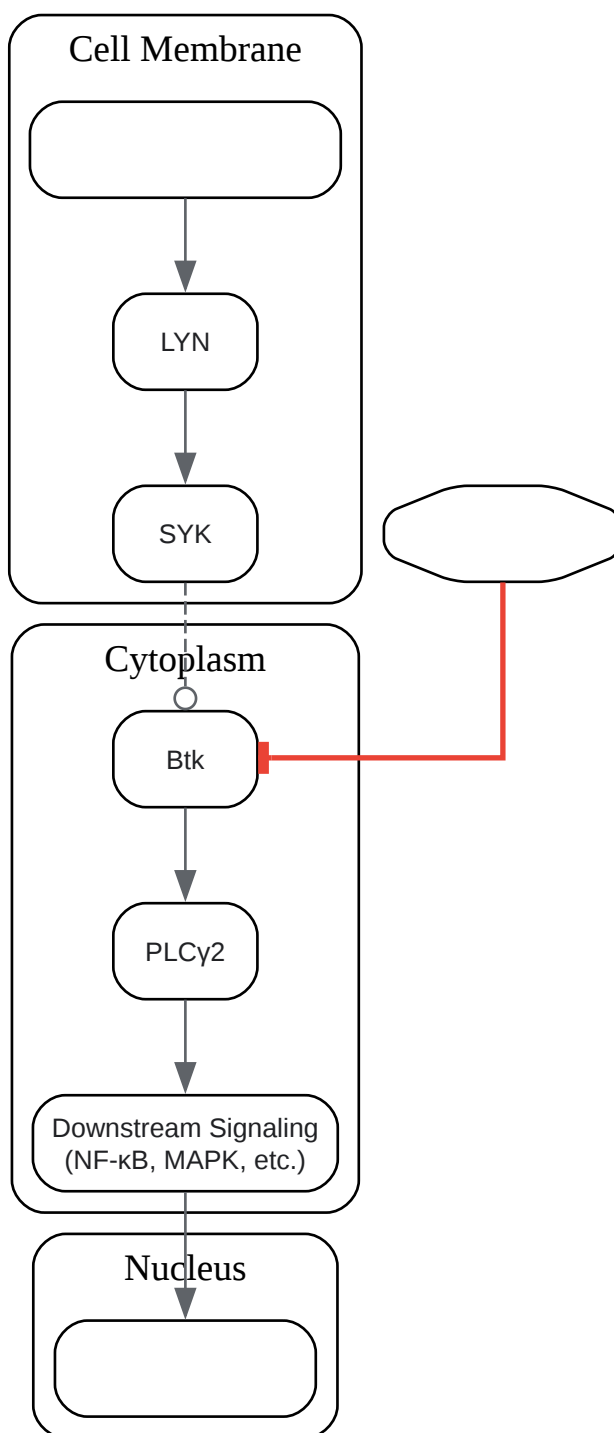 Cell Membrane
LYN
SYK
Cytoplasm
Btk
PLCγ2
Downstream Signaling
(NF-κB, MAPK, etc.)
Nucleus